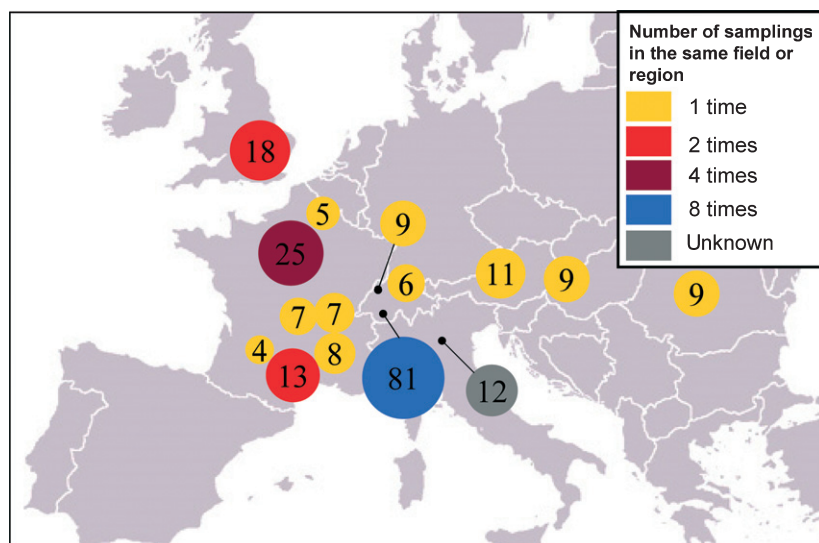 Number of samplings
in the same field or
region
1 time
2 times
4 times
8 times
Unknown
18
5
9
25
6
11
9
9
7
7
4
8
13
81
12